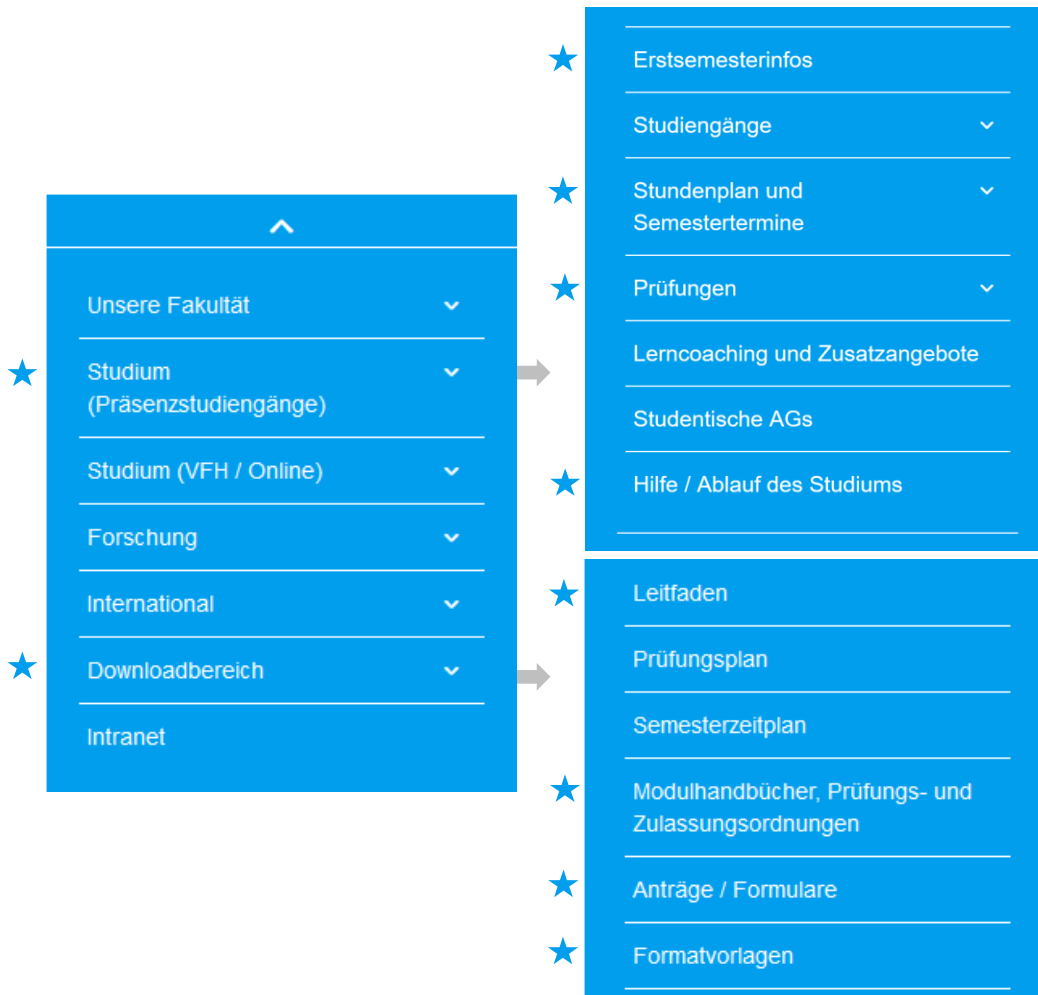 Unsere Fakultät
Studium
(Präsenzstudiengänge)
Studium (VFH / Online)
Forschung
International
Downloadbereich
Intranet
Erstsemesterinfos
Studiengänge
Stundenplan und
Semestertermine
Prüfungen
Lerncoaching und Zusatzangebote
Studentische AGs
Hilfe / Ablauf des Studiums
Leitfaden
Prüfungsplan
Semesterzeitplan
Modulhandbücher, Prüfungs- und
Zulassungsordnungen
Anträge / Formulare
Formatvorlagen